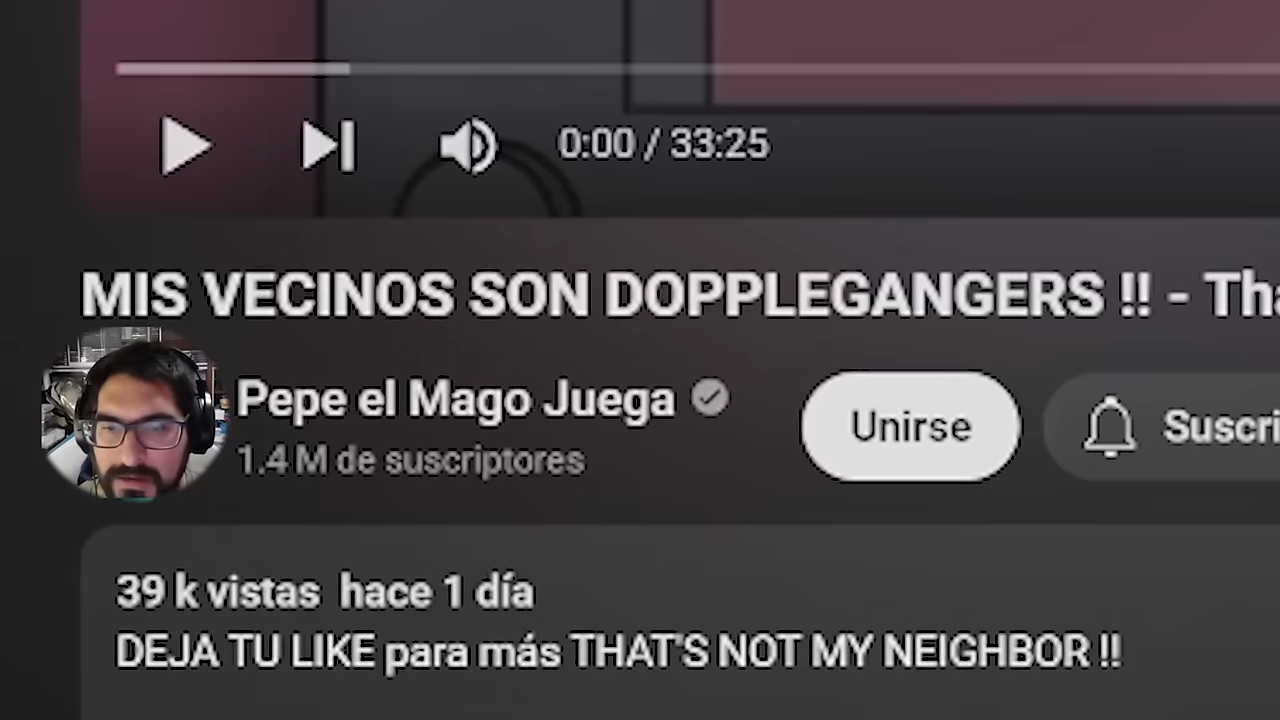 0:00 / 33:25
MIS VECINOS SON DOPPLEGANGERS !! - Tha
Pepe el Mago Juega
Unirse
Suscri
1.4 M de suscriptores
39 k vistas hace 1 día
DEJA TU LIKE para más THAT'S NOT MY NEIGHBOR !!